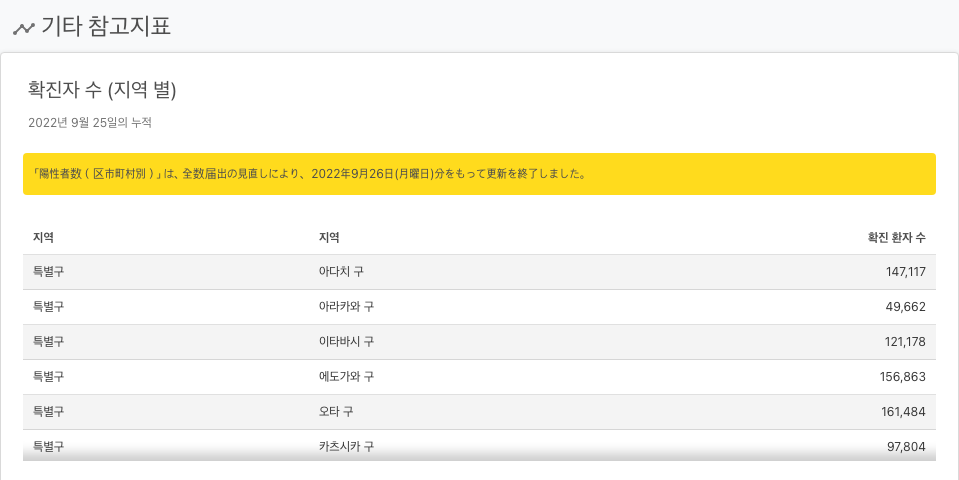 기타 참고지표
확진자 수 (지역 별)
2022년 9월 25일의 누적
「陽性者数（区市町村別）」は、全数届出の見直しにより、2022年9月26日(月曜日)分をもって更新を終了しました。
지역 지역 확진 환자 수
특별구 아다치 구 147,117
특별구 아라카와 구 49,662
특별구 이타바시 구 121,178
특별구 에도가와 구 156,863
특별구 오타 구 161,484
특별구 카츠시카 구 97,804